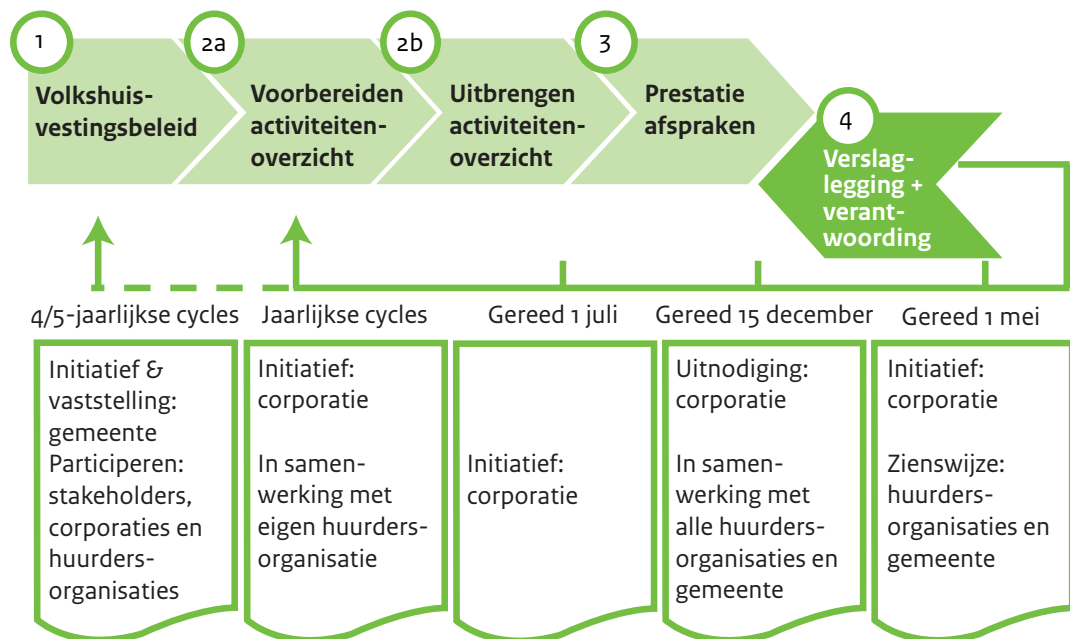 1
Volkshuis-
vestingsbeleid
2a
Voorbereiden
activiteiten-
overzicht
2b
Uitbrengen
activiteiten-
overzicht
3
Prestatie
afspraken
4
Verslag-
legging +
verant-
woording
4/5-jaarlijkse cycles
Jaarlijkse cycles
Gereed 1 juli
Gereed 15 december
Gereed 1 mei
Initiatief &
vaststelling:
gemeente
Participeren:
stakeholders,
corporaties en
huurders-
organisaties
Initiatief:
corporatie
In samen-
werking met
eigen huurders-
organisatie
Initiatief:
corporatie
Uitnodiging:
corporatie
In samen-
werking met
alle huurders-
organisaties en
gemeente
Initiatief:
corporatie
Zienswijze:
huurders-
organisaties en
gemeente